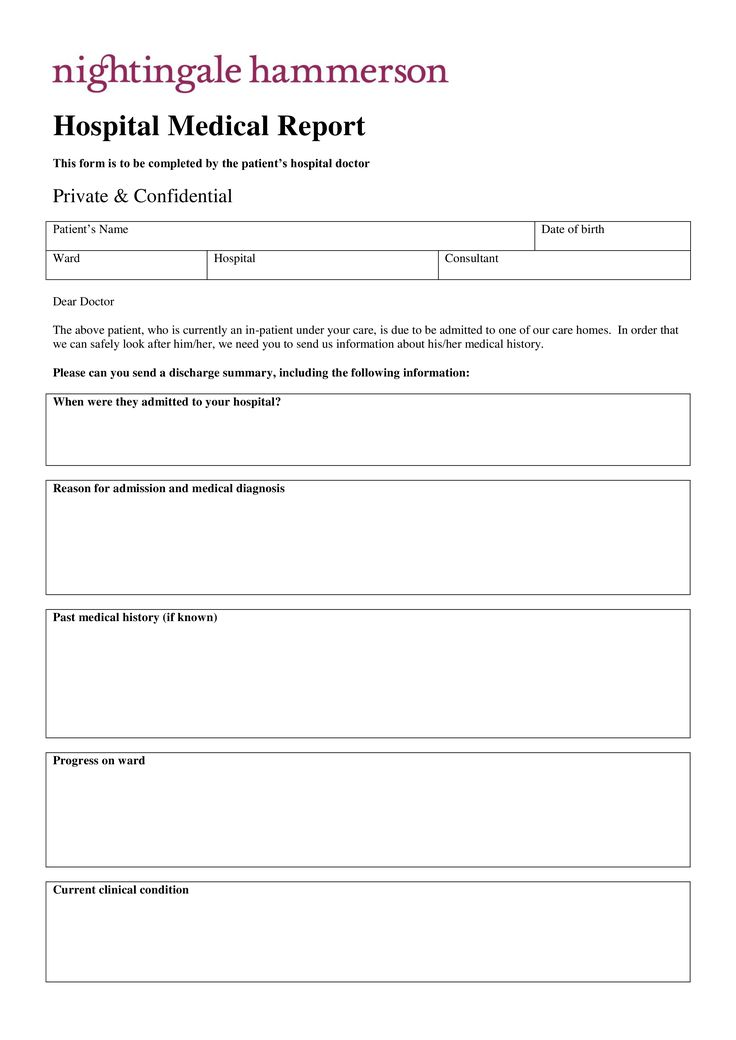 nightingale hammerson
Hospital Medical Report
This form is to be completed by the patient's hospital doctor
Private & Confidential
Patient's Name Date of birth
Ward Hospital Consultant
Dear Doctor
The above patient, who is currently an in-patient under your care, is due to be admitted to one of our care homes.  In order that
we can safely look after him/her, we need you to send us information about his/her medical history.
Please can you send a discharge summary, including the following information:
When were they admitted to your hospital?
Reason for admission and medical diagnosis
Past medical history (if known)
Progress on ward
Current clinical condition